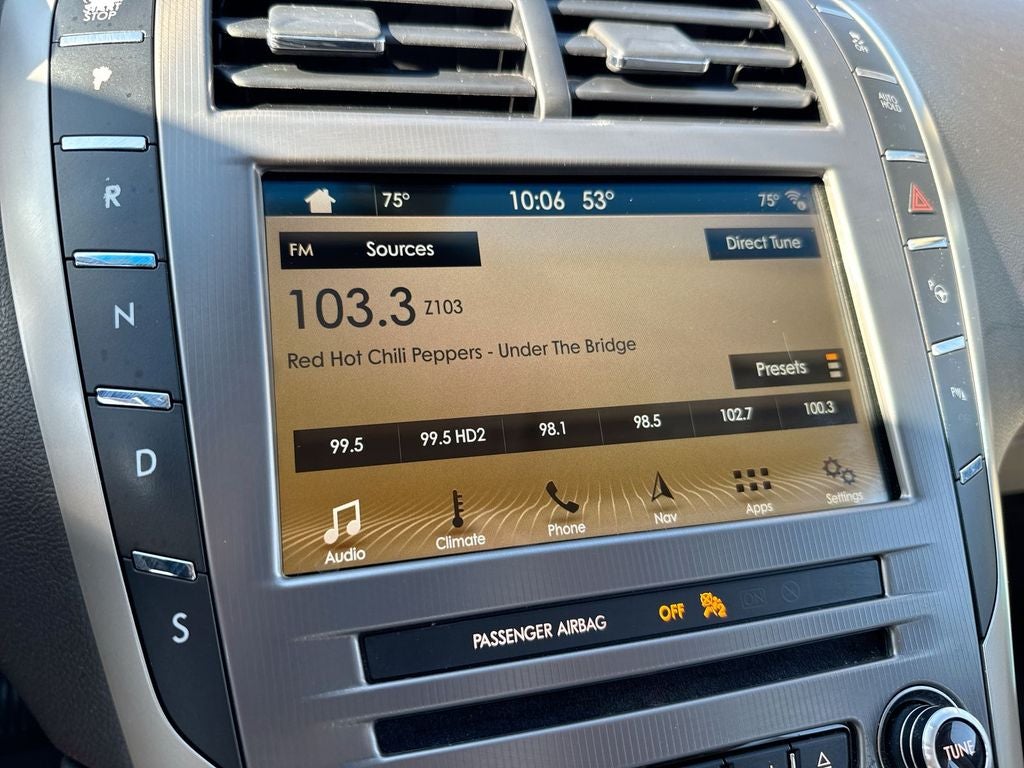 STOP
R
N
D
S
OFF
AUTO
HOLD
75° 10:06 53° 75°
FM Sources Direct Tune
103.3 Z103
Red Hot Chili Peppers - Under The Bridge
Presets
99.5 99.5 HD2 98.1 98.5 102.7 100.3
Audio Climate Phone Nav Apps Settings
PASSENGER AIRBAG OFF ON
TUNE